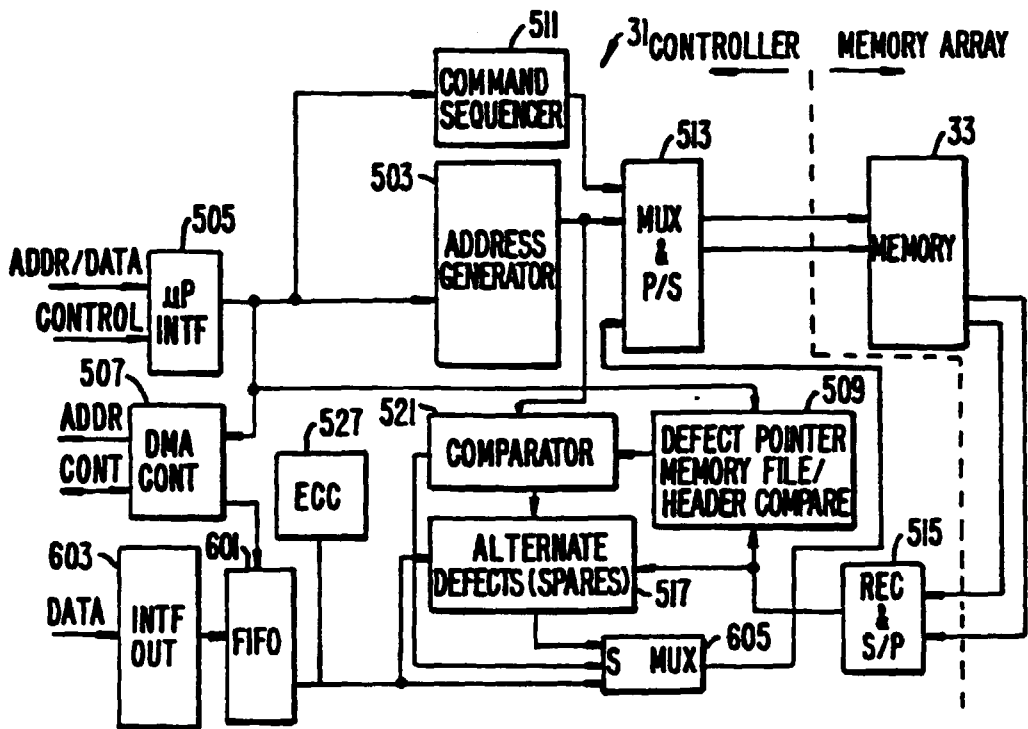 511
31 CONTROLLER
MEMORY ARRAY
COMMAND
SEQUENCER
513
33
503
505
ADDRESS
GENERATOR
MUX
&
P/S
MEMORY
ADDR/DATA
CONTROL
µP
INTF
507
ADDR
CONT
DMA
CONT
527
ECC
521
COMPARATOR
509
DEFECT POINTER
MEMORY FILE/
HEADER COMPARE
603
601
ALTERNATE
DEFECTS (SPARES)
517
515
REC
&
S/P
DATA
INTF
OUT
FIFO
605
S MUX